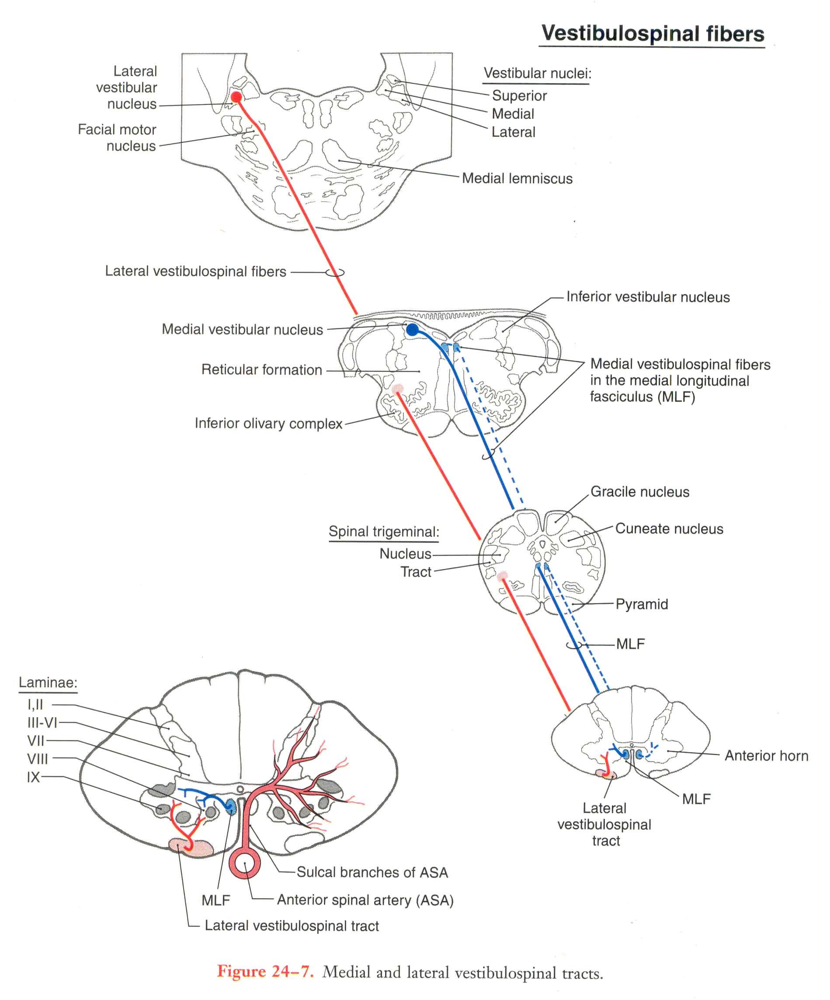 Vestibulospinal fibers
Lateral
vestibular
nucleus
Facial motor
nucleus
Vestibular nuclei:
Superior
Medial
Lateral
Medial lemniscus
Lateral vestibulospinal fibers
Inferior vestibular nucleus
Medial vestibular nucleus
Reticular formation
Medial vestibulospinal fibers
in the medial longitudinal
fasciculus (MLF)
Inferior olivary complex
Gracile nucleus
Cuneate nucleus
Spinal trigeminal:
Nucleus
Tract
Pyramid
MLF
Laminae:
I,II
III-VI
VII
VIII
IX
Anterior horn
MLF
Lateral
vestibulospinal
tract
Sulcal branches of ASA
MLF
Anterior spinal artery (ASA)
Lateral vestibulospinal tract
Figure 24–7. Medial and lateral vestibulospinal tracts.